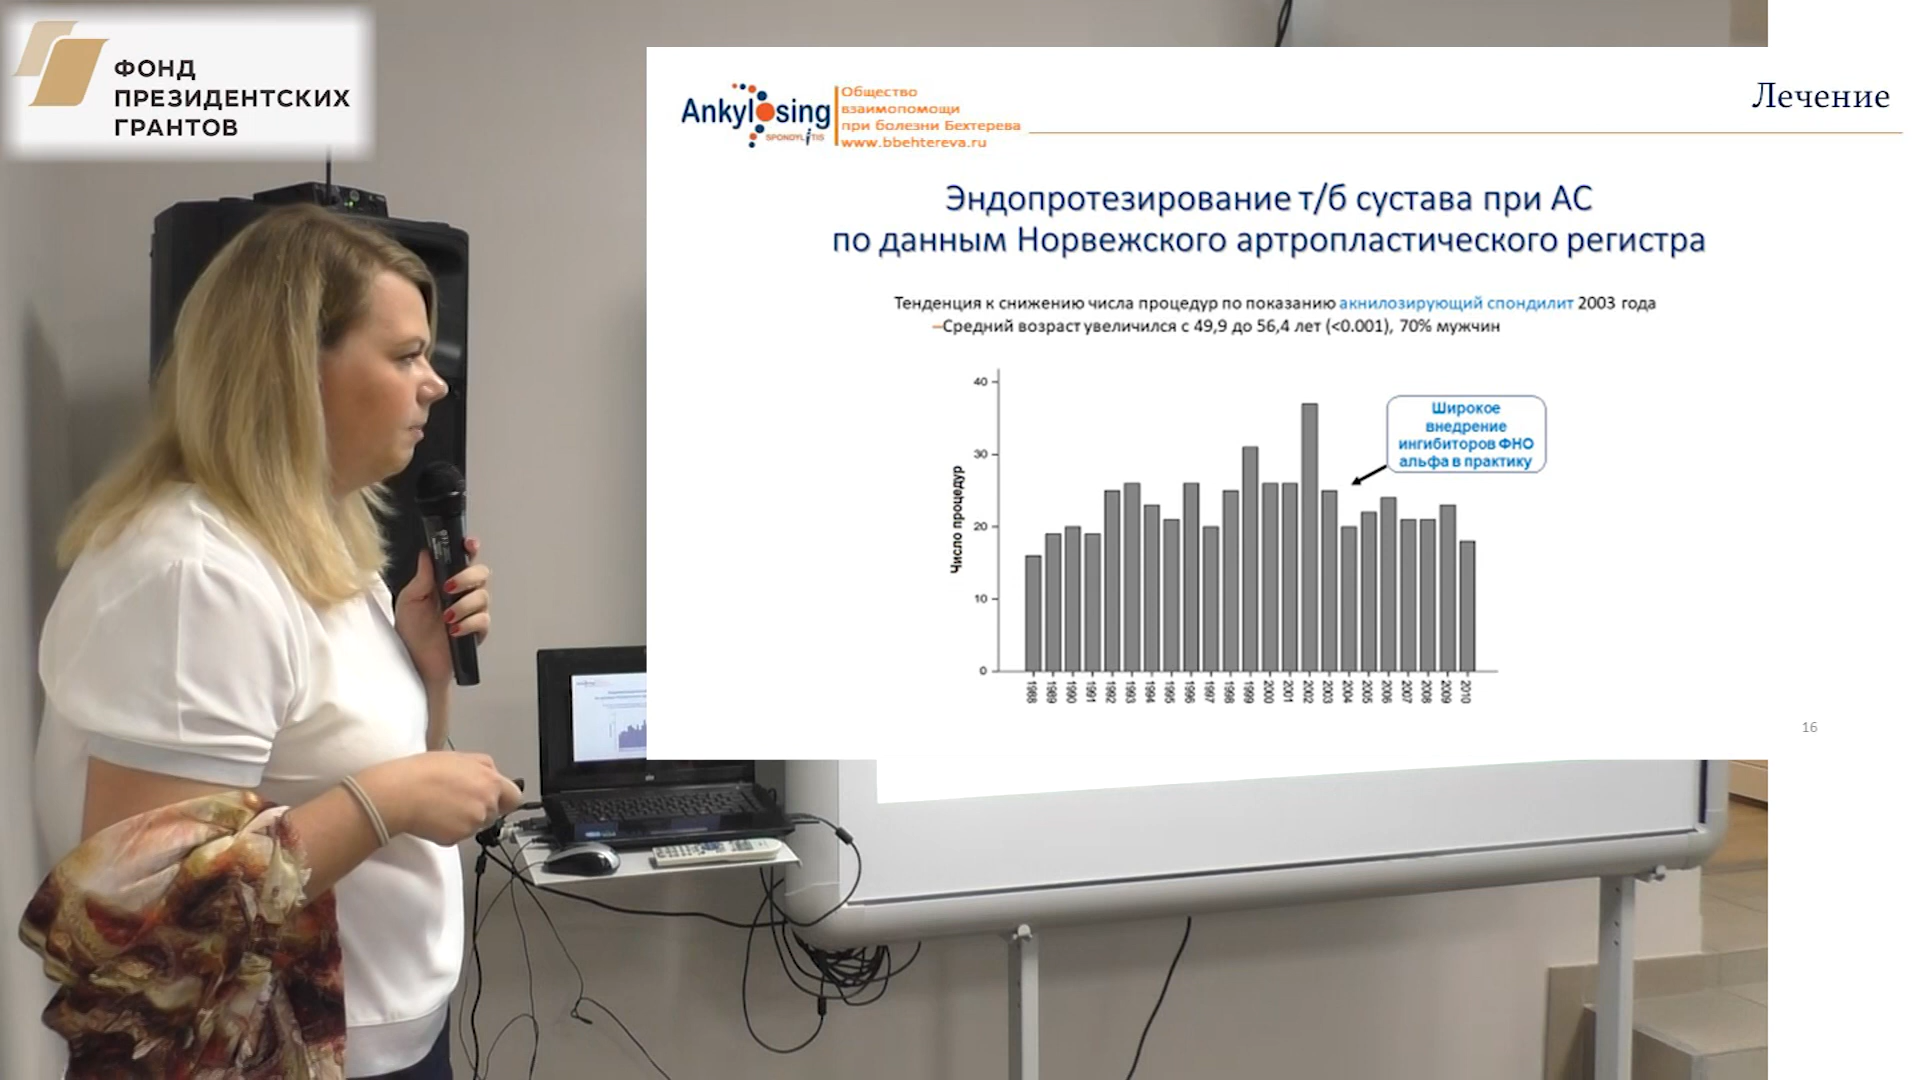 ФОНД
ПРЕЗИДЕНТСКИХ
ГРАНТОВ
Ankylosing
SPONDYLITIS
Общество
взаимопомощи
при болезни Бехтерева
www.bbehtereva.ru
Лечение
Эндопротезирование т/б сустава при АС
по данным Норвежского артропластического регистра
Тенденция к снижению числа процедур по показанию акнилозирующий спондилит 2003 года
–Средний возраст увеличился с 49,9 до 56,4 лет (<0.001), 70% мужчин
Число процедур
40
30
20
10
0
Широкое
внедрение
ингибиторов ФНО
альфа в практику
1988 1989 1990 1991 1992 1993 1994 1995 1996 1997 1998 1999 2000 2001 2002 2003 2004 2005 2006 2007 2008 2009 2010
16